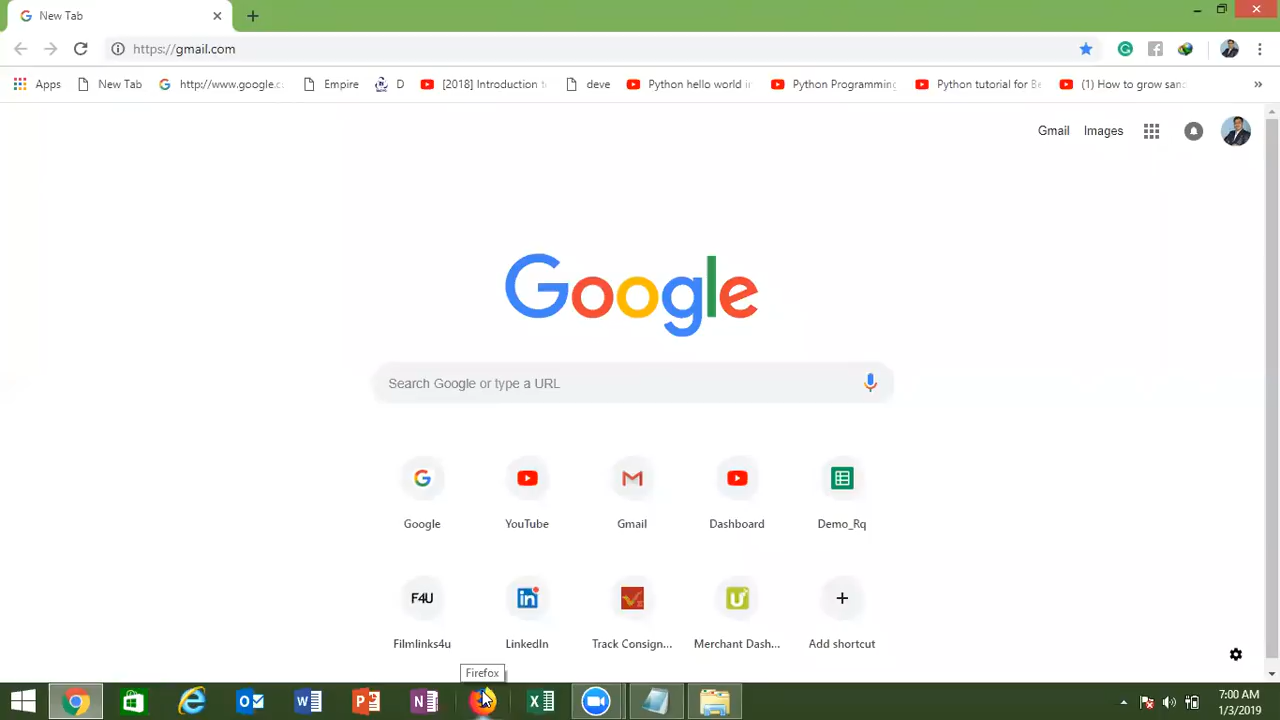 New Tab
https://gmail.com
Apps New Tab http://www.google.c Empire D [2018] Introduction t deve Python hello world i Python Programming Python tutorial for Be (1) How to grow sand
Gmail Images
Google
Search Google or type a URL
Google YouTube Gmail Dashboard Demo_Rq
F4U
Filmlinks4u LinkedIn Track Consign... Merchant Dash... Add shortcut
Firefox
7:00 AM
1/3/2019